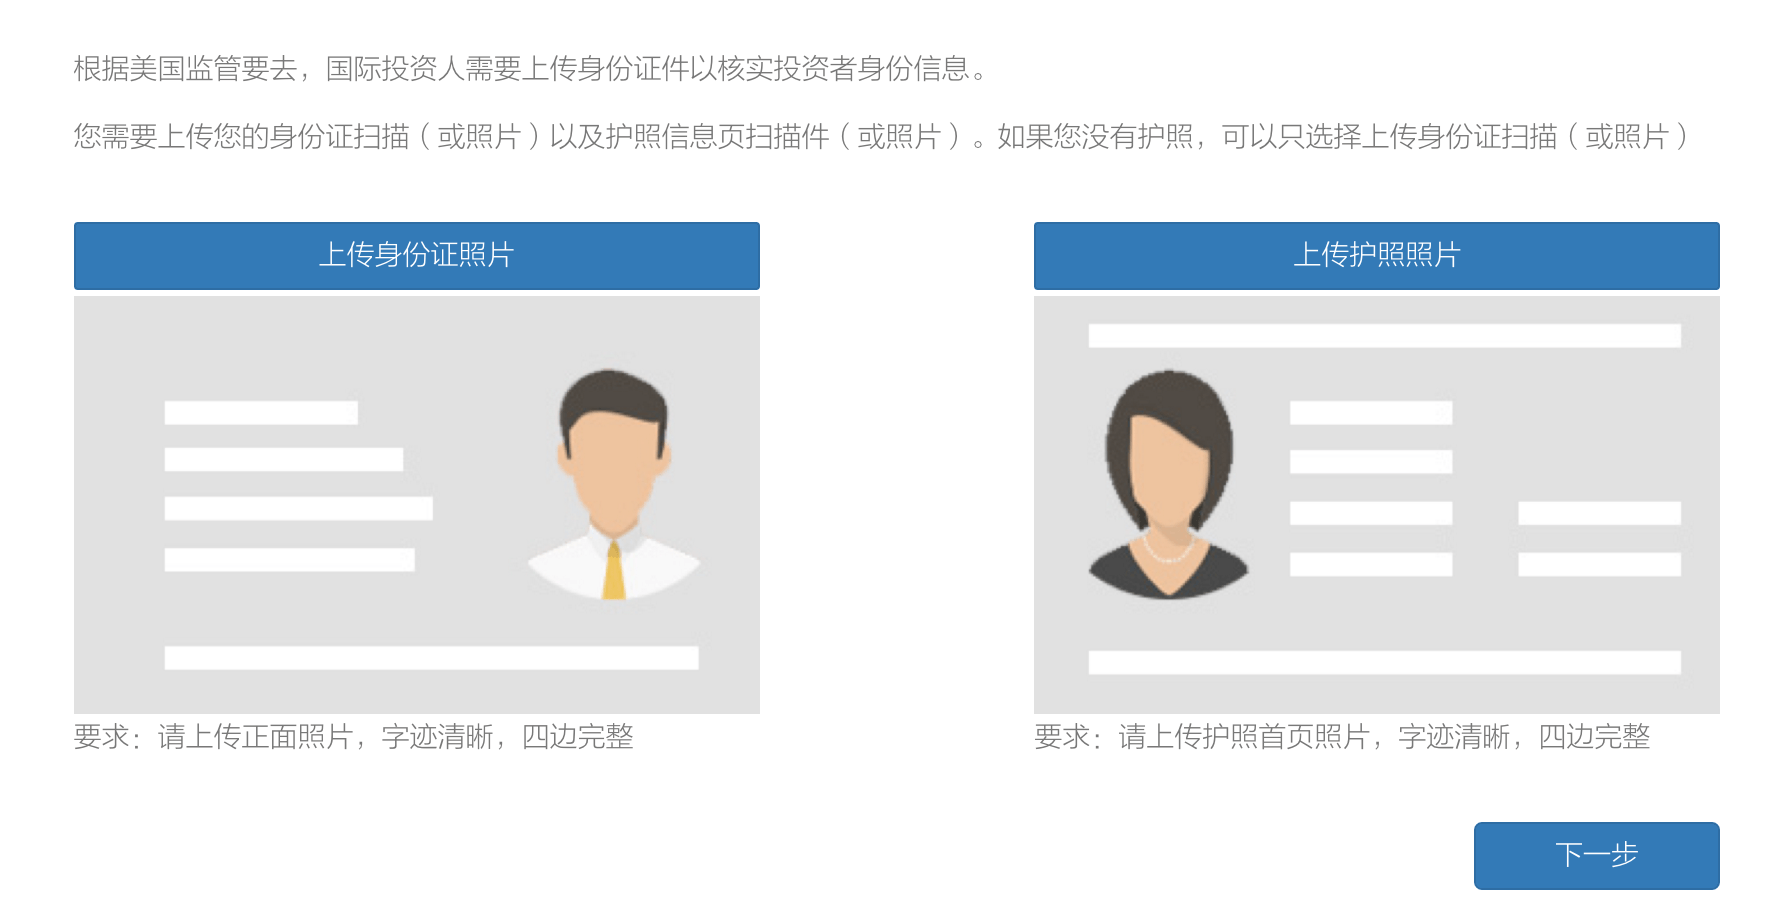 根据美国监管要去，国际投资人需要上传身份证件以核实投资者身份信息。
您需要上传您的身份证扫描（或照片）以及护照信息页扫描件（或照片）。如果您没有护照，可以只选择上传身份证扫描（或照片）
上传身份证照片
上传护照照片
要求：请上传正面照片，字迹清晰，四边完整
要求：请上传护照首页照片，字迹清晰，四边完整
下一步